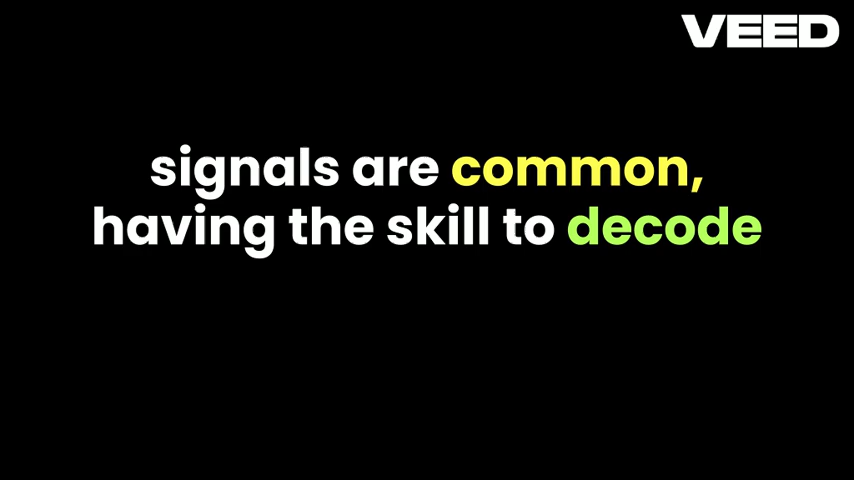 VEED
signals are common,
having the skill to decode